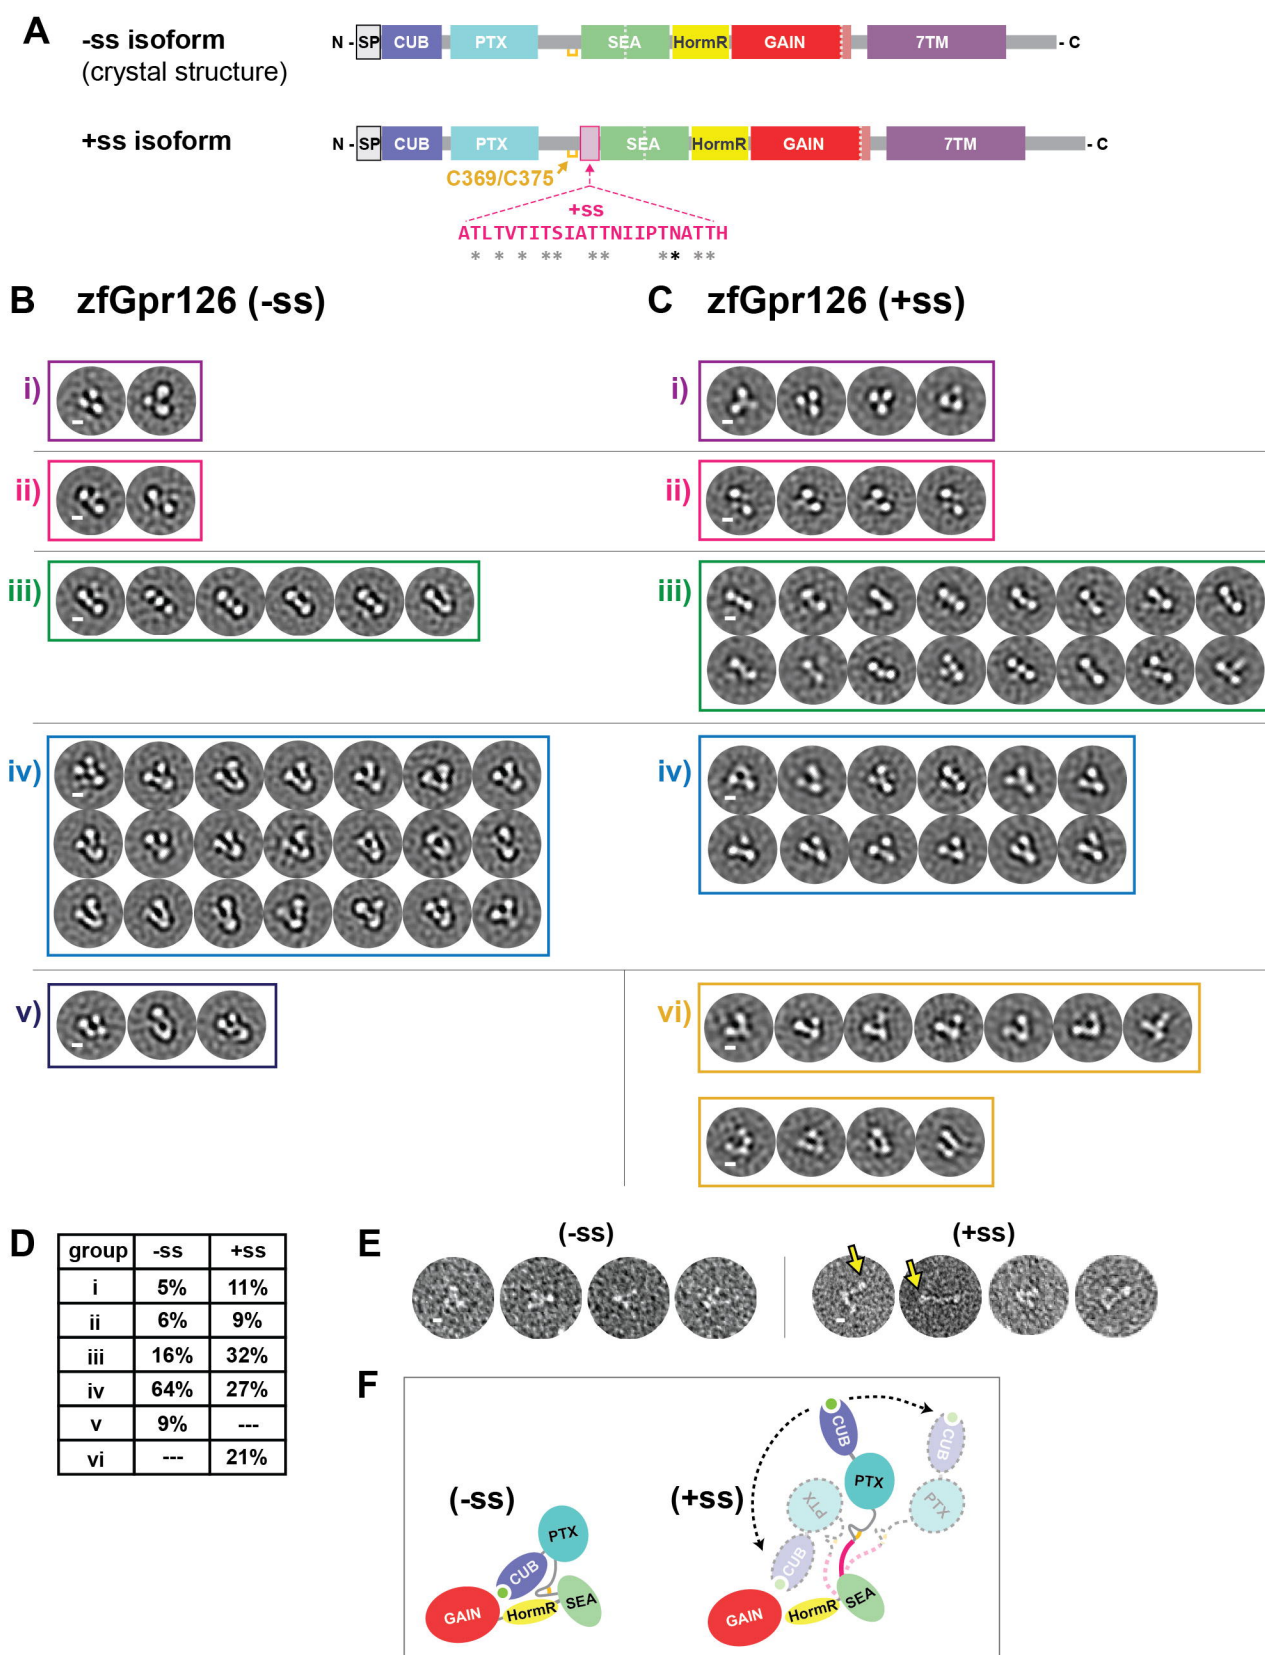 A
-ss isoform
(crystal structure)
N - SP CUB PTX SEA HormR GAIN 7TM - C
+ss isoform
N - SP CUB PTX SEA HormR GAIN 7TM - C
C369/C375
+ss
ATLTVTITSIATTNIIPTNATTH
* * * ** ** ** **
B zfGpr126 (-ss)
C zfGpr126 (+ss)
i)
i)
ii)
ii)
iii)
iii)
iv)
iv)
v)
vi)
D
group -ss +ss
i 5% 11%
ii 6% 9%
iii 16% 32%
iv 64% 27%
v 9% ---
vi --- 21%
E
(-ss)
(+ss)
F
(-ss)
PTX
CUB
GAIN
HormR
SEA
(+ss)
CUB
CUB
PTX
PTX
PTX
CUB
GAIN
HormR
SEA